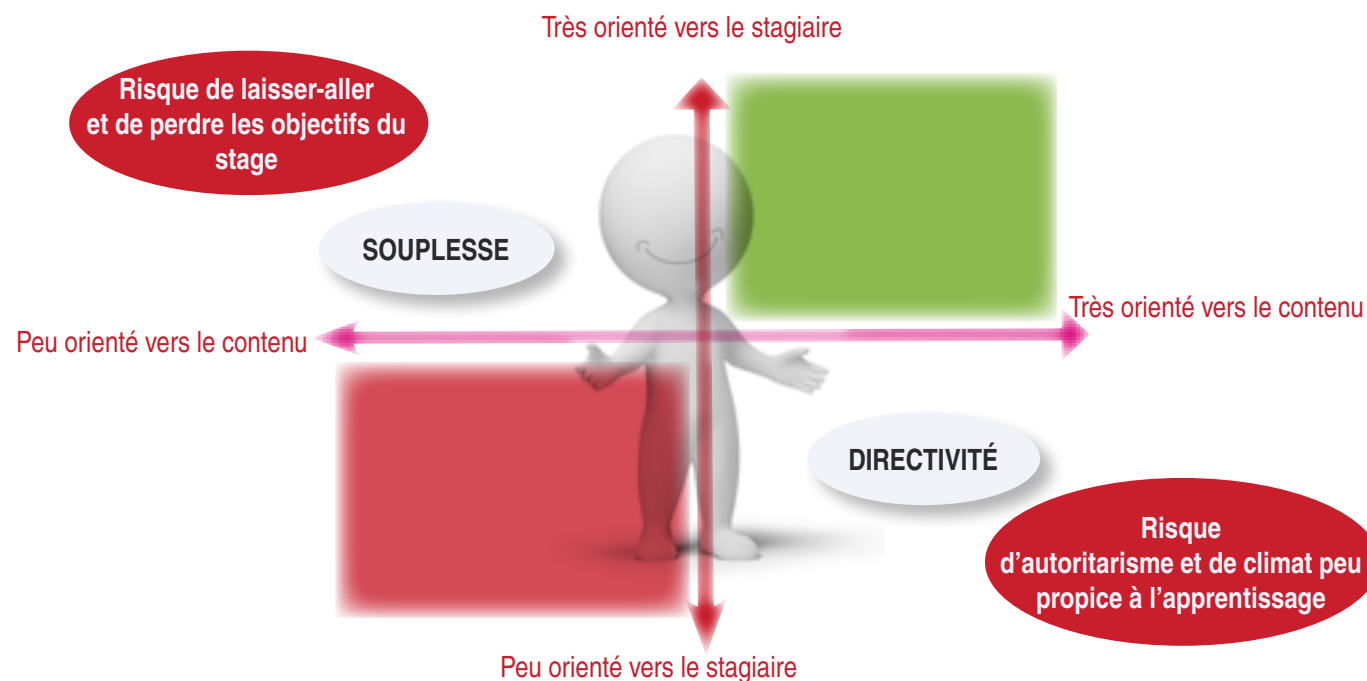 Très orienté vers le stagiaire
Risque de laisser-aller
et de perdre les objectifs du
stage
SOUPLESSE
Très orienté vers le contenu
Peu orienté vers le contenu
DIRECTIVITÉ
Risque
d’autoritarisme et de climat peu
propice à l’apprentissage
Peu orienté vers le stagiaire